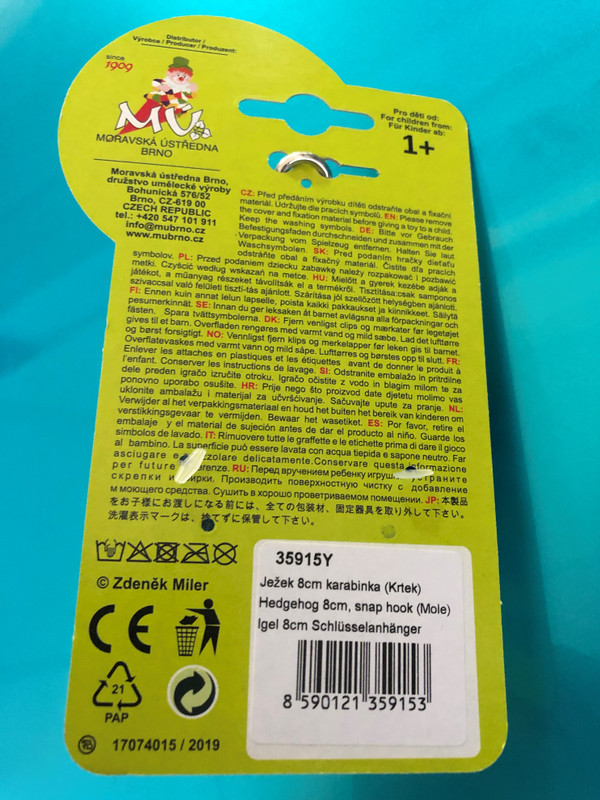 Distributor /
Výrobce / Producer / Produzent:
since
1909
MÚ
MORAVSKÁ ÚSTŘEDNA
BRNO
Pro děti od:
For children from:
Für Kinder ab:
1+
Moravská ústředna Brno,
družstvo umělecké výroby
Bohunická 576/52
Brno, CZ-619 00
CZECH REPUBLIC
tel.: +420 547 101 911
info@mubrno.cz
www.mubrno.cz
CZ: Před předáním výrobku dítěti odstraňte obal a fixační
materiál. Udržujte dle pracích symbolů. EN: Please remove
the cover and fixation material before giving a toy to a child.
Keep the washing symbols. DE: Bitte vor Gebrauch
Befestigungsfaden durchschneiden und zusammen mit der
Verpackung vom Spielzeug entfernen. Halten Sie laut
Waschsymbolen. SK: Pred podaním hračky dieťaťu
odstráňte obal a fixačný materiál. Čistite dľa pracích
symbolov. PL: Przed podaniem dziecku zabawkę należy rozpakować i pozbawić
metki. Czyścić według wskazań na metce. HU: Mielőtt a gyerek kezébe adják a
játékot, a műanyag részeket távolítsák el a termékről. Tisztítása:csak samponos
szivaccsal való felületi tisztí-tás ajánlott. Szárítása jól szellőzött helységben ajánlott.
FI: Ennen kuin annat lelun lapselle, poista kaikki pakkaukset ja kiinnikkeet. Säilytä
pesumerkinnät. SE: Innan du ger leksaken åt barnet avlägsna alla förpackningar och
fästen. Spara tvättsymbolerna. DK: Fjern venligst clips og mærkater før legetøjet
gives til et barn. Overfladen rengøres med varmt vand og mild sæbe. Lad det lufttørre
og børst forsigtigt. NO: Vennligst fjern klips og merkelapper før leken gis til barnet.
Overflatevaskes med varmt vann og mild såpe. Lufttørres og børstes opp til slutt. FR:
Enlever les attaches en plastiques et les étiquettes avant de donner le produit à
l'enfant. Conserver les instructions de lavage. SI: Odstranite embalažo in pritrdilne
dele preden igračo izročite otroku. Igračo očistite z vodo in blagim milom te za
ponovno uporabo osušite. HR: Prije nego što proizvod date djetetu molimo vas
uklonite ambalažu i materijal za učvršćivanje. Sačuvajte upute za pranje. NL:
Verwijder al het verpakkingsmateriaal en houd het buiten het bereik van kinderen om
verstikkingsgevaar te vermijden. Bewaar het wasetiket. ES: Por favor, retire el
embalaje y el material de sujeción antes de dar el producto al niño. Guarde los
símbolos de lavado. IT: Rimuovere tutte le graffette e le etichette prima di dare il gioco
al bambino. La superficie può essere lavata con acqua tiepida e sapone neutro. Far
asciugare e delicatamente.Conservare questa
per future RU: Перед вручением ребенку
скрепки и Производить поверхностную чистку с добавление
м моющего средства. Сушить в хорошо проветриваемом помещении. JP: 本製品
をお子様にお渡しになる前には、全ての包装材、固定器具を取り外して下さい。
洗濯表示マークは、捨てずに保管して下さい。
© Zdeněk Miler
CE
21
PAP
17074015 / 2019
35915Y
Ježek 8cm karabinka (Krtek)
Hedgehog 8cm, snap hook (Mole)
Igel 8cm Schlüsselanhänger
8 590121 359153